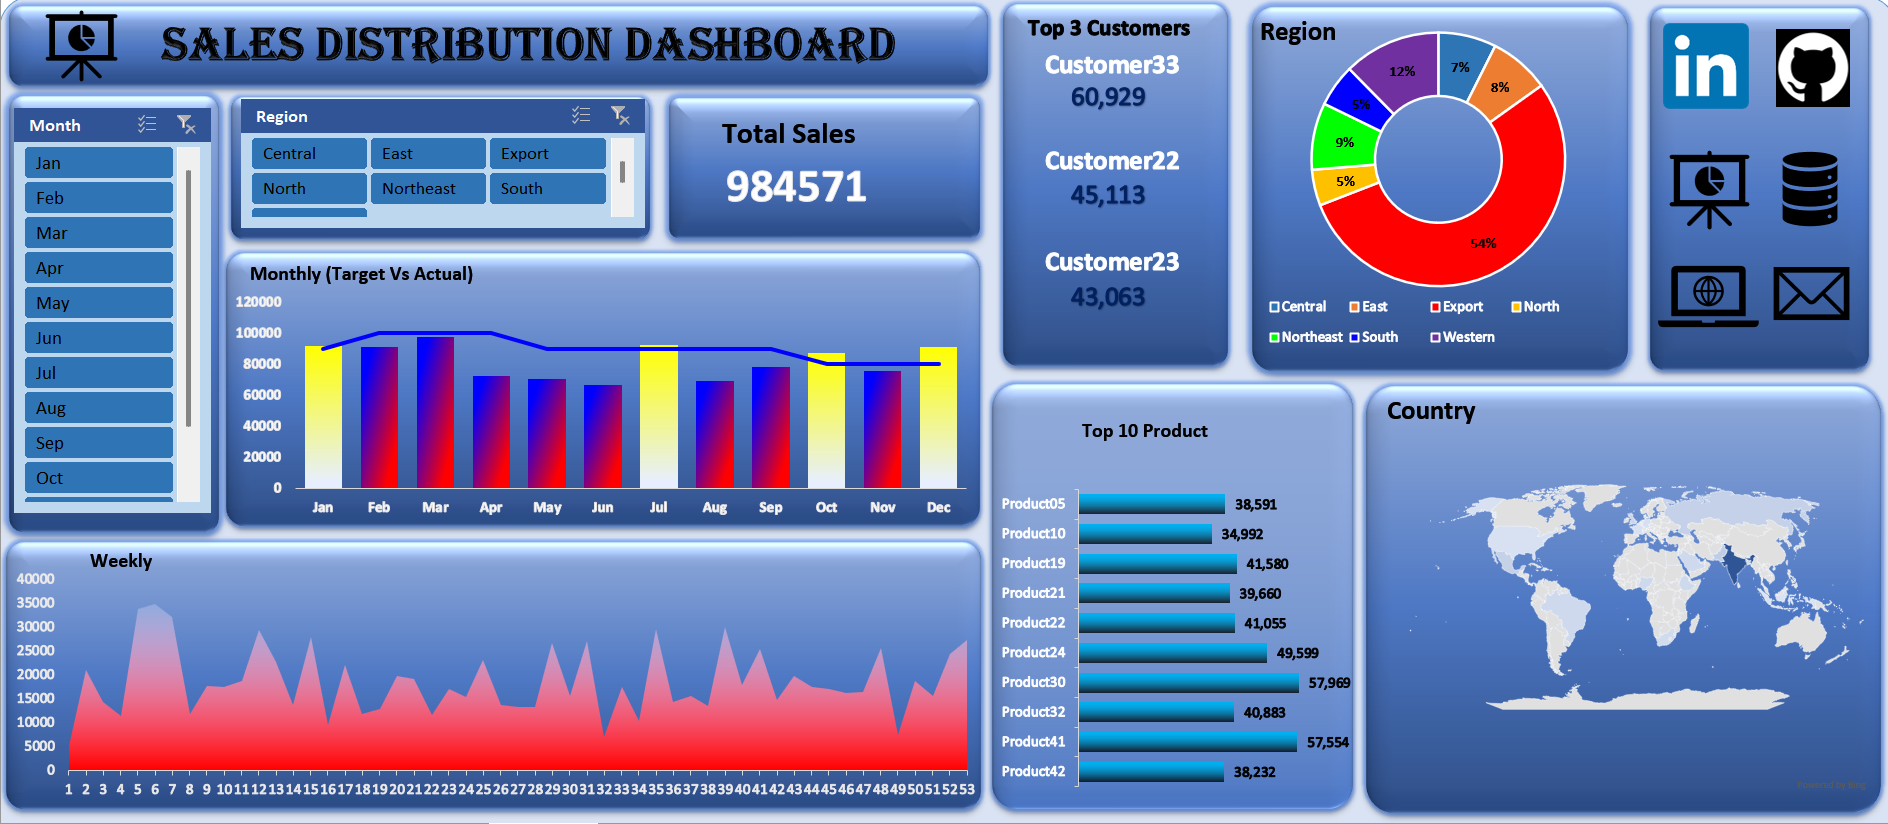 SALES DISTRIBUTION DASHBOARD
Month
Jan
Feb
Mar
Apr
May
Jun
Jul
Aug
Sep
Oct
Region
Central East Export
North Northeast South
Total Sales
984571
Top 3 Customers
Customer33
60,929
Customer22
45,113
Customer23
43,063
Region
7%
8%
54%
5%
9%
5%
12%
Central East Export North
Northeast South Western
in
Monthly (Target Vs Actual)
120000
100000
80000
60000
40000
20000
0
Jan Feb Mar Apr May Jun Jul Aug Sep Oct Nov Dec
Weekly
40000
35000
30000
25000
20000
15000
10000
5000
0
1 2 3 4 5 6 7 8 9 10 11 12 13 14 15 16 17 18 19 20 21 22 23 24 25 26 27 28 29 30 31 32 33 34 35 36 37 38 39 40 41 42 43 44 45 46 47 48 49 50 51 52 53
Top 10 Product
Product05 38,591
Product10 34,992
Product19 41,580
Product21 39,660
Product22 41,055
Product24 49,599
Product30 57,969
Product32 40,883
Product41 57,554
Product42 38,232
Country